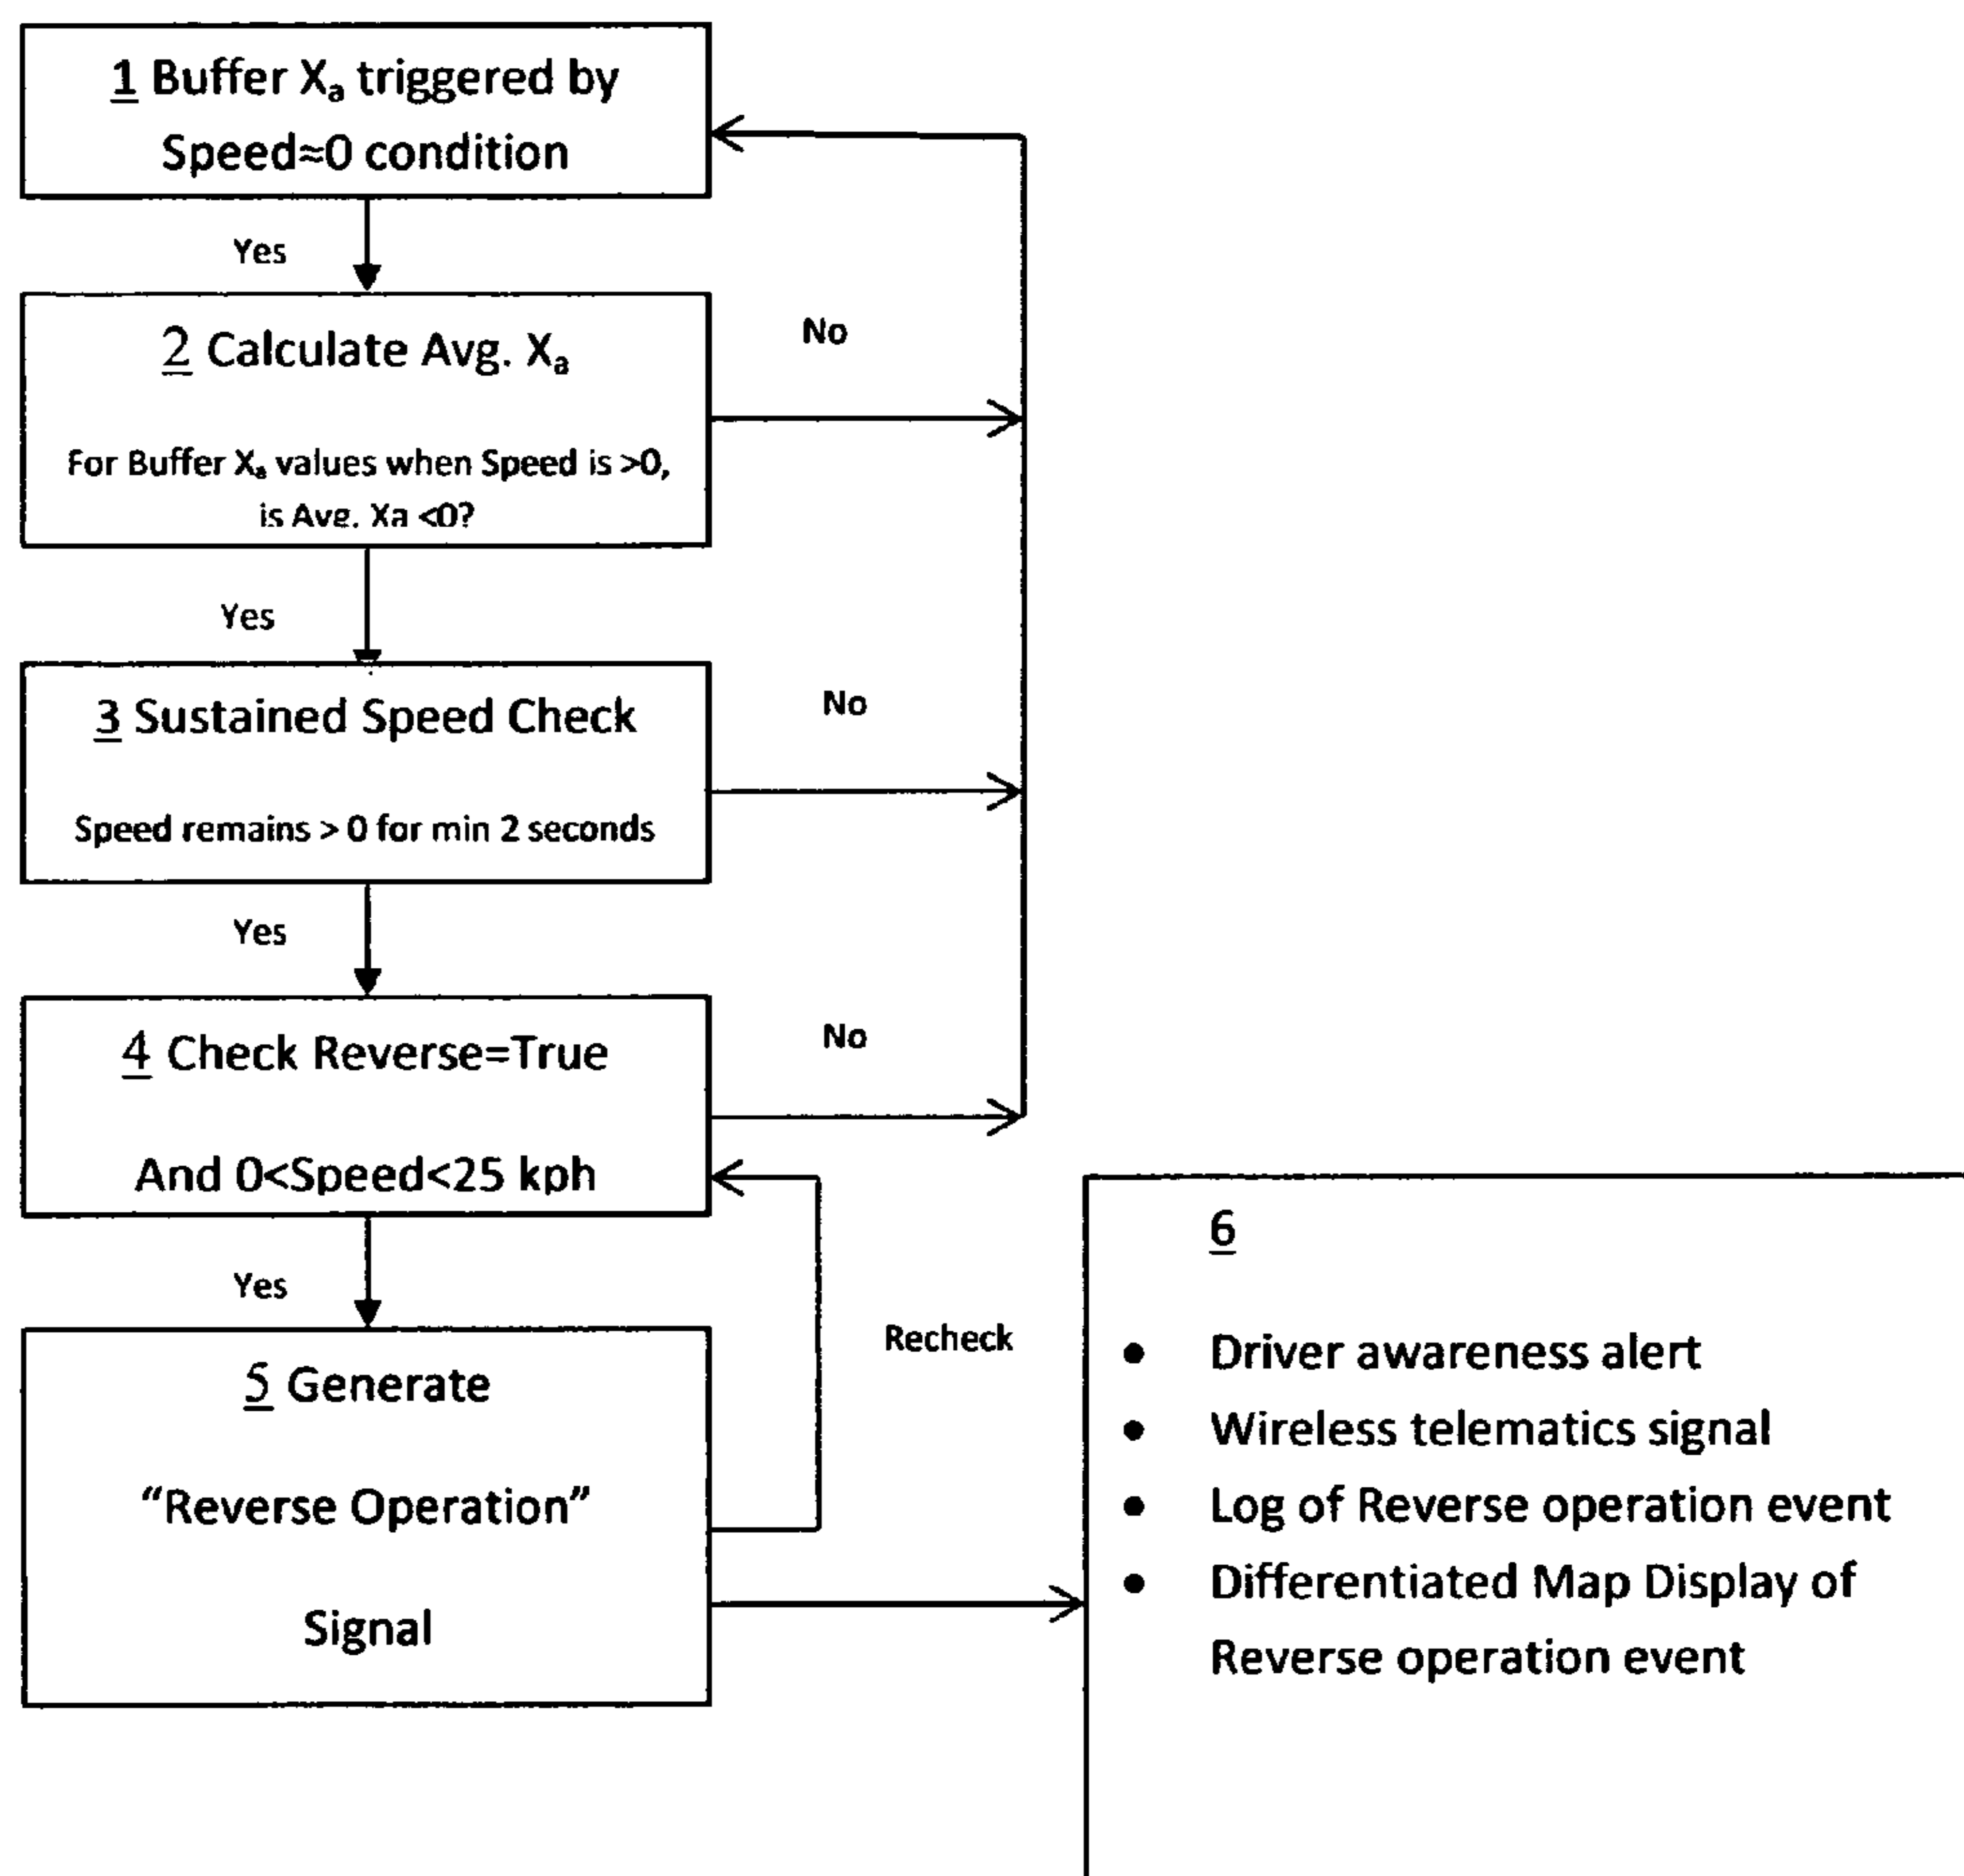 1 Buffer Xa triggered by
Speed≈0 condition
Yes
2 Calculate Avg. Xa
For Buffer Xa values when Speed is >0,
is Avg. Xa <0?
No
Yes
3 Sustained Speed Check
Speed remains > 0 for min 2 seconds
No
Yes
4 Check Reverse=True
And 0<Speed<25 kph
No
Yes
5 Generate
“Reverse Operation”
Signal
Recheck
6
• Driver awareness alert
• Wireless telematics signal
• Log of Reverse operation event
• Differentiated Map Display of
Reverse operation event